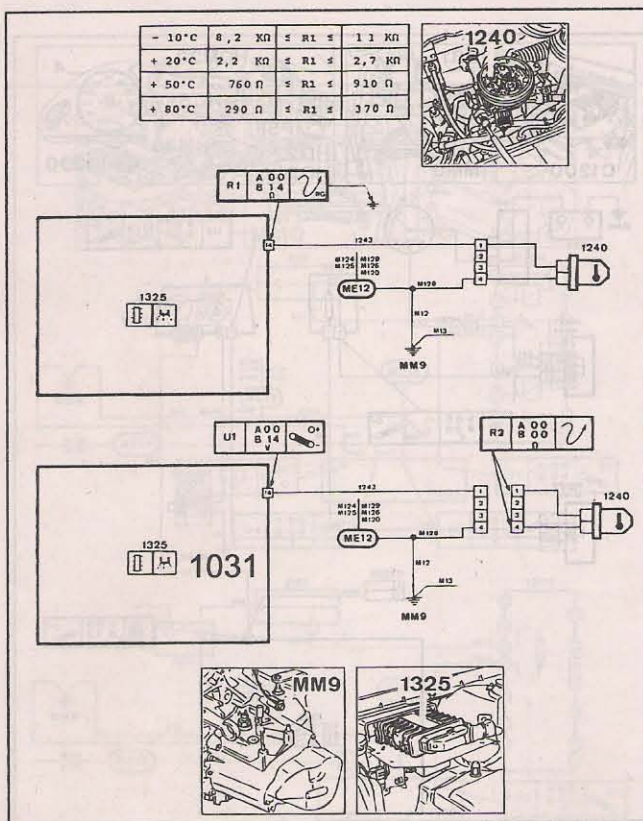 - 10°C 8,2 KΩ ≤ R1 ≤ 11 KΩ
+ 20°C 2,2 KΩ ≤ R1 ≤ 2,7 KΩ
+ 50°C 760 Ω ≤ R1 ≤ 910 Ω
+ 80°C 290 Ω ≤ R1 ≤ 370 Ω
1240
R1 A 00 B 14 Ω
1325
14
1243
M124 M129
M125 M126
M120
ME12
M128
M12
M13
MM9
1
2
3
4
1240
U1 A 00 B 14 V O+ -
R2 A 00 B 00 Ω
1325
1031
14
1243
M124 M129
M125 M126
M120
ME12
M128
M12
M13
MM9
1 1
2 2
3 3
4 4
1240
MM9
1325